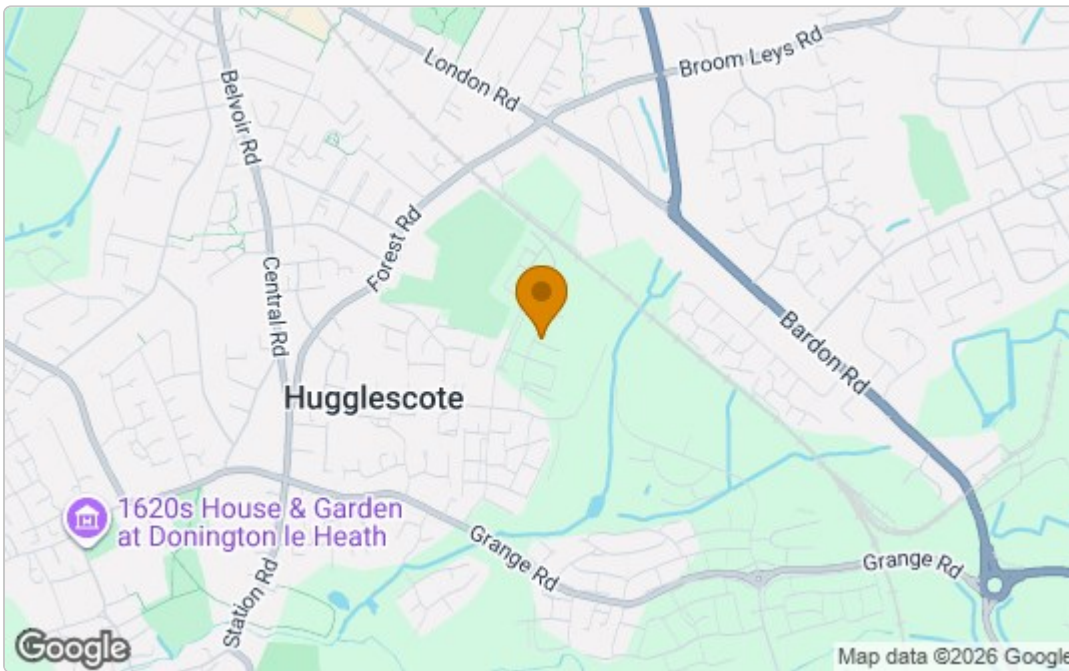 London Rd
Broom Leys Rd
Belvoir Rd
Forest Rd
Central Rd
Bardon Rd
Hugglescote
1620s House & Garden
at Donington le Heath
Grange Rd
Grange Rd
Station Rd
Google
Map data ©2026 Google